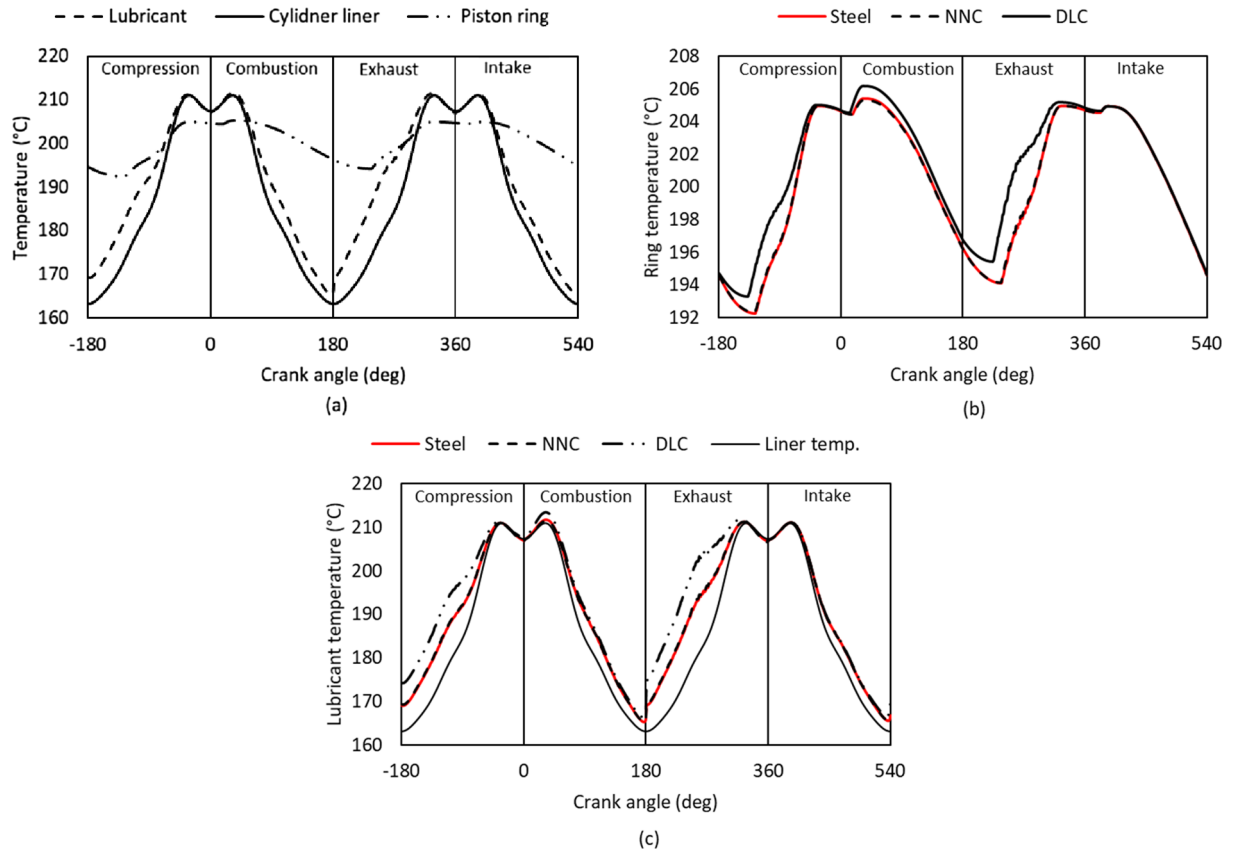 Lubricant Cylidner liner Piston ring
220
210
200
190
180
170
160
Temperature (°C)
Compression Combustion Exhaust Intake
-180 0 180 360 540
Crank angle (deg)
(a)
Steel NNC DLC
208
206
204
202
200
198
196
194
192
Ring temperature (°C)
Compression Combustion Exhaust Intake
-180 0 180 360 540
Crank angle (deg)
(b)
Steel NNC DLC Liner temp.
220
210
200
190
180
170
160
Lubricant temperature (°C)
Compression Combustion Exhaust Intake
-180 0 180 360 540
Crank angle (deg)
(c)